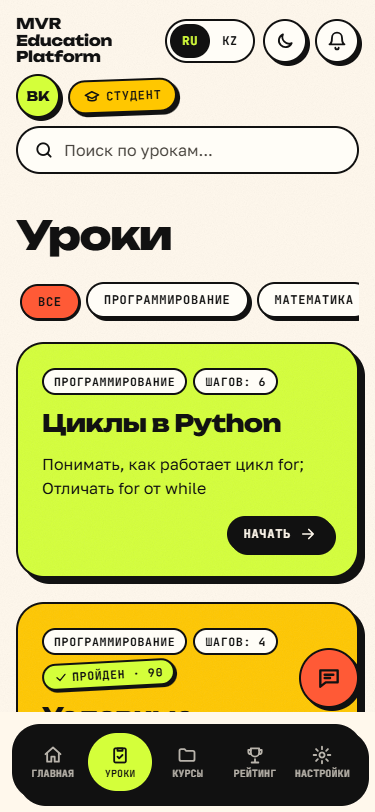 MVR
Education
Platform
RU KZ
ВК СТУДЕНТ
Поиск по урокам...
Уроки
ВСЕ ПРОГРАММИРОВАНИЕ МАТЕМАТИКА
ПРОГРАММИРОВАНИЕ ШАГОВ: 6
Циклы в Python
Понимать, как работает цикл for;
Отличать for от while
НАЧАТЬ
ПРОГРАММИРОВАНИЕ ШАГОВ: 4
ПРОЙДЕН · 90
ГЛАВНАЯ УРОКИ КУРСЫ РЕЙТИНГ НАСТРОЙКИ